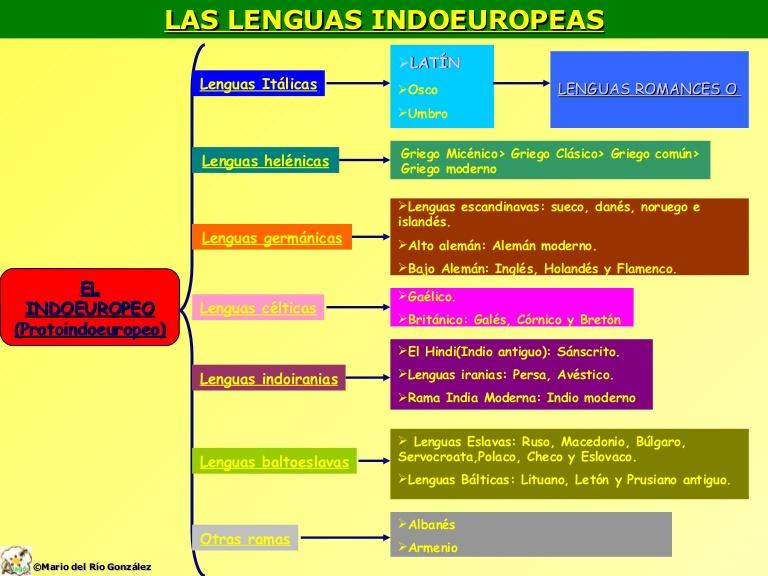 LAS LENGUAS INDOEUROPEAS
EL
INDOEUROPEO
(Protoindoeuropeo)
Lenguas Itálicas
LATÍN
Osco
Umbro
LENGUAS ROMANCES O
Lenguas helénicas
Griego Micénico> Griego Clásico> Griego común>
Griego moderno
Lenguas germánicas
Lenguas escandinavas: sueco, danés, noruego e
islandés.
Alto alemán: Alemán moderno.
Bajo Alemán: Inglés, Holandés y Flamenco.
Lenguas célticas
Gaélico.
Británico: Galés, Córnico y Bretón
Lenguas indoiranias
El Hindi(Indio antiguo): Sánscrito.
Lenguas iranias: Persa, Avéstico.
Rama India Moderna: Indio moderno
Lenguas baltoeslavas
Lenguas Eslavas: Ruso, Macedonio, Búlgaro,
Servocroata,Polaco, Checo y Eslovaco.
Lenguas Bálticas: Lituano, Letón y Prusiano antiguo.
Otras ramas
Albanés
Armenio
©Mario del Río González